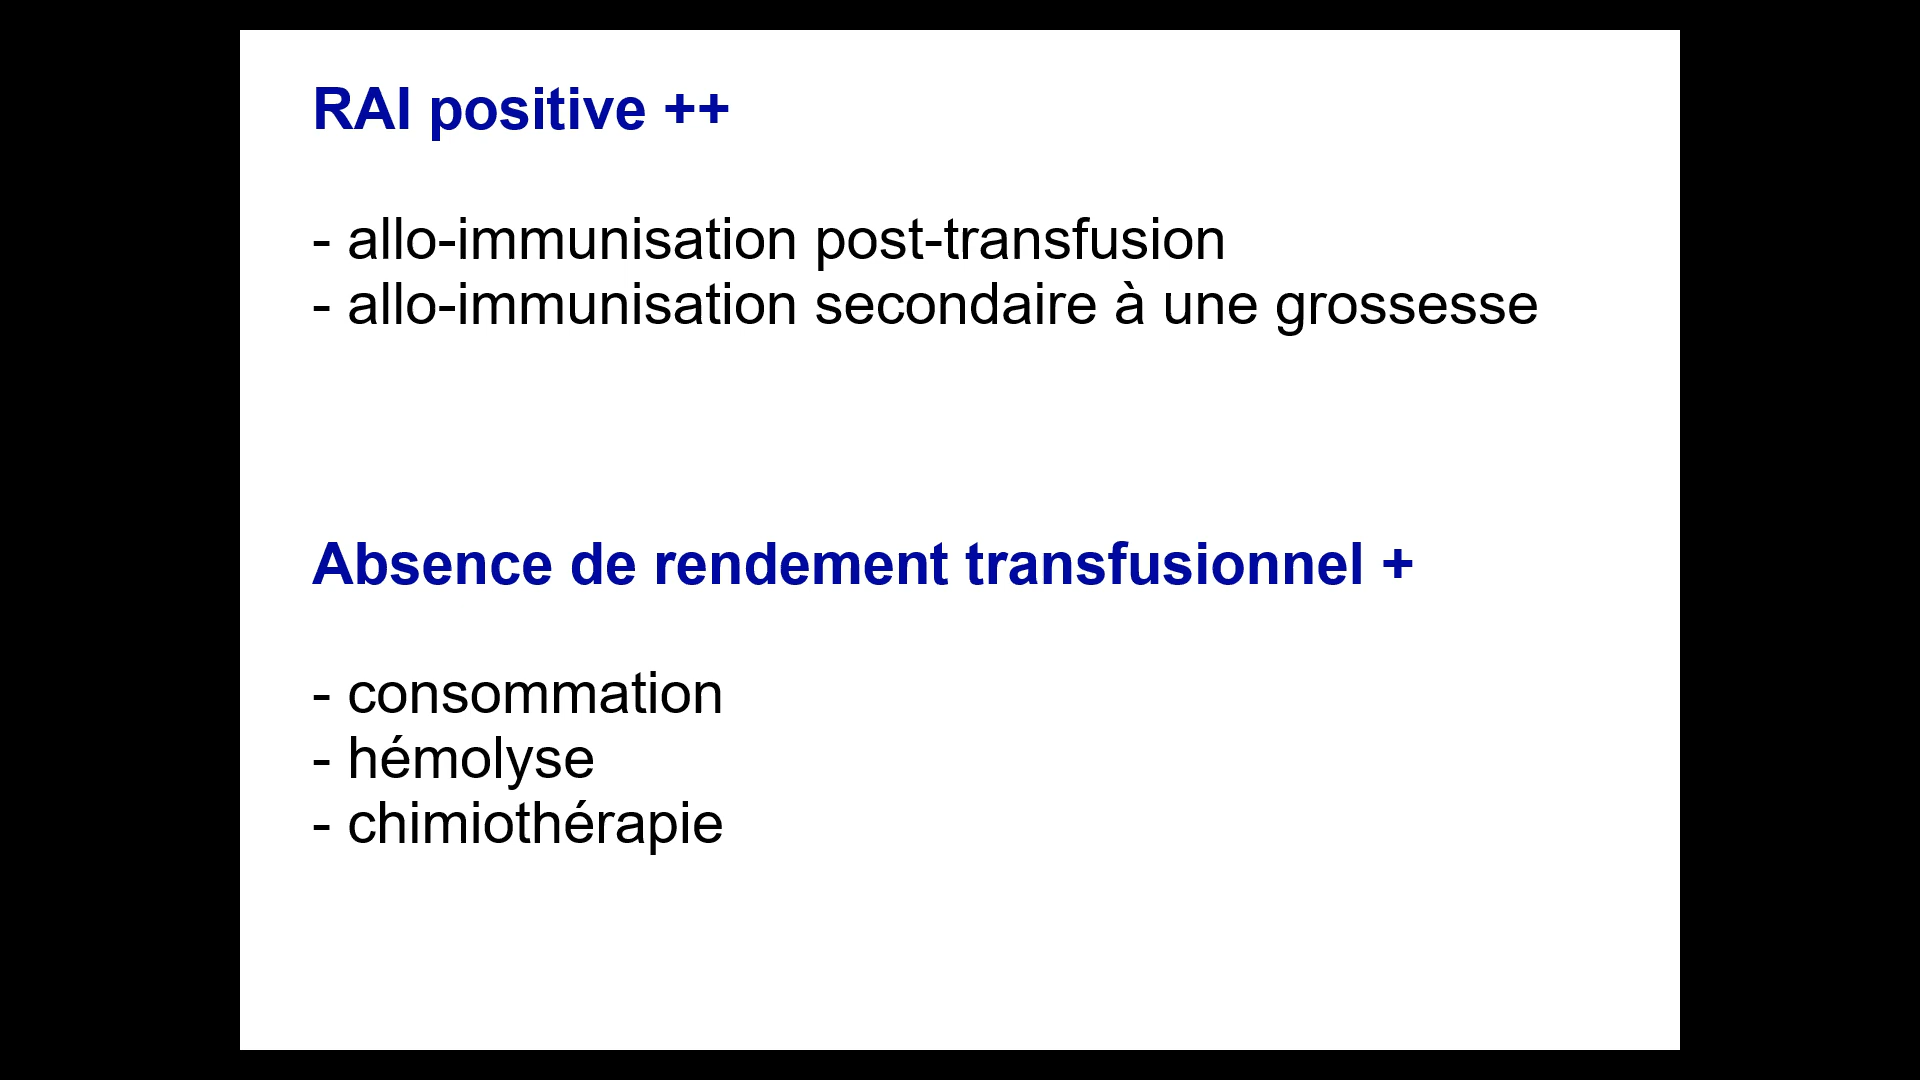 RAI positive ++
- allo-immunisation post-transfusion
- allo-immunisation secondaire à une grossesse
Absence de rendement transfusionnel +
- consommation
- hémolyse
- chimiothérapie